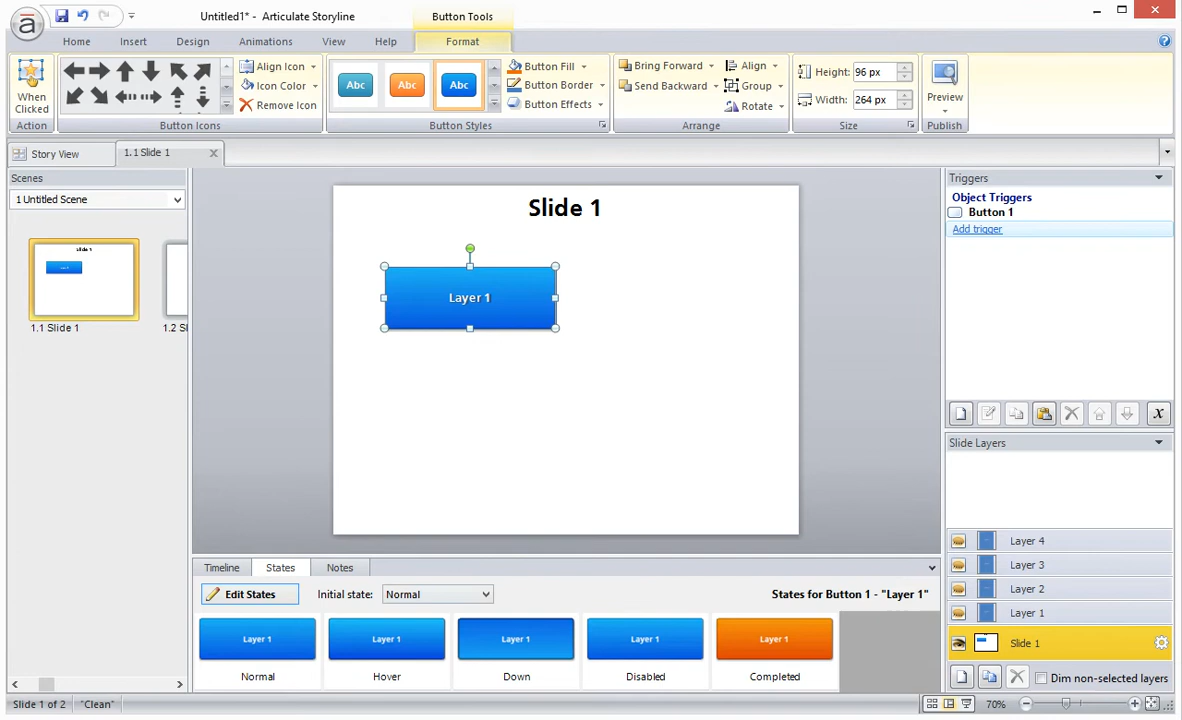 Untitled1* - Articulate Storyline
Button Tools
Home Insert Design Animations View Help Format
When Clicked
Align Icon
Icon Color
Remove Icon
Abc Abc Abc
Button Fill
Button Border
Button Effects
Bring Forward
Send Backward
Align
Group
Rotate
Height: 96 px
Width: 264 px
Preview
Action Button Icons Button Styles Arrange Size Publish
Story View 1.1 Slide 1
Scenes
1 Untitled Scene
Slide 1
1.1 Slide 1 1.2 Sl
Slide 1
Layer 1
Triggers
Object Triggers
Button 1
Add trigger
x
Slide Layers
Layer 4
Layer 3
Layer 2
Layer 1
Slide 1
Dim non-selected layers
Timeline States Notes
Edit States Initial state: Normal States for Button 1 - "Layer 1"
Layer 1 Layer 1 Layer 1 Layer 1 Layer 1
Normal Hover Down Disabled Completed
Slide 1 of 2 "Clean" 70%